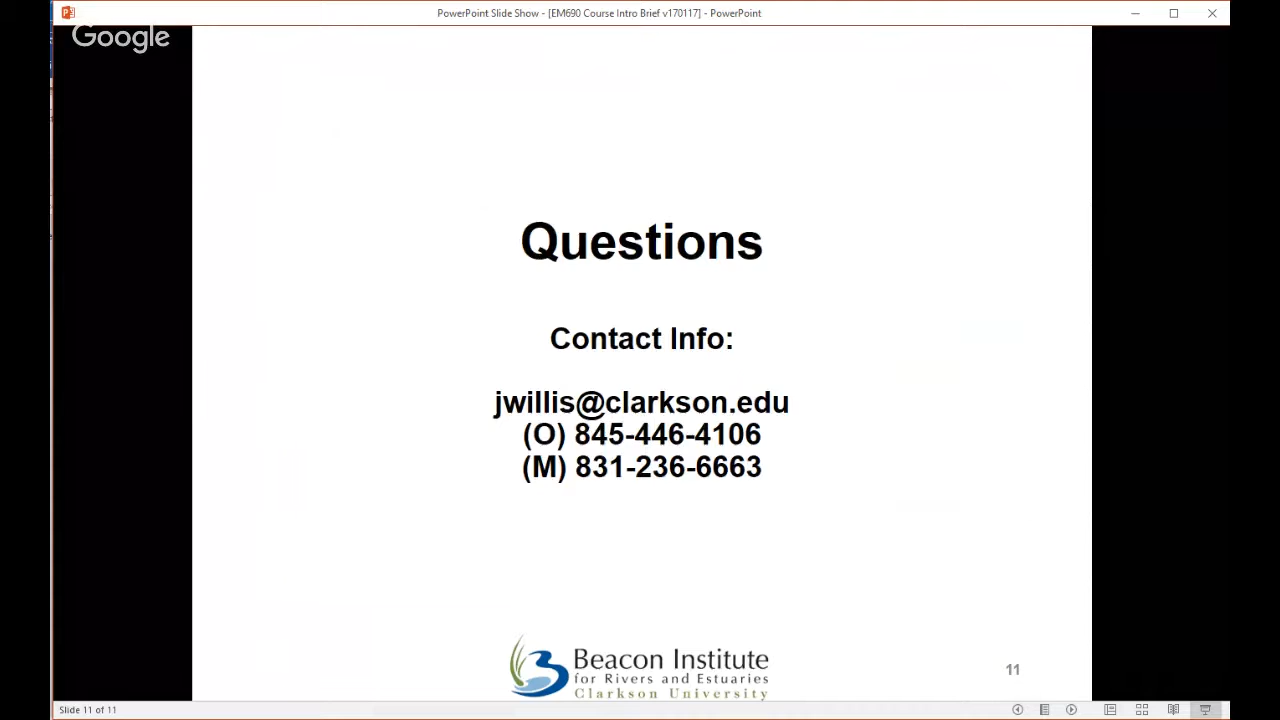 PowerPoint Slide Show - [EM690 Course Intro Brief v170117] - PowerPoint
Google
Questions
Contact Info:
jwillis@clarkson.edu
(O) 845-446-4106
(M) 831-236-6663
Beacon Institute
for Rivers and Estuaries
Clarkson University
11
Slide 11 of 11